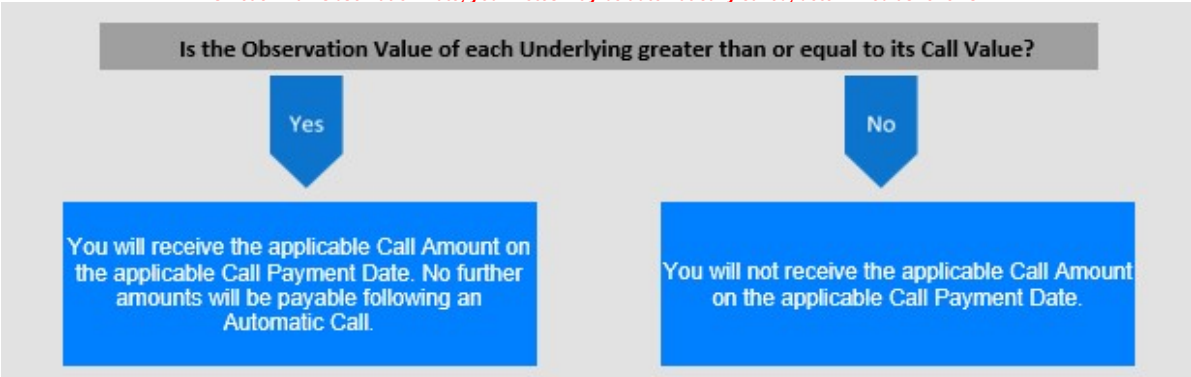 Is the Observation Value of each Underlying greater than or equal to its Call Value?
Yes
No
You will receive the applicable Call Amount on
the applicable Call Payment Date. No further
amounts will be payable following an
Automatic Call.
You will not receive the applicable Call Amount
on the applicable Call Payment Date.